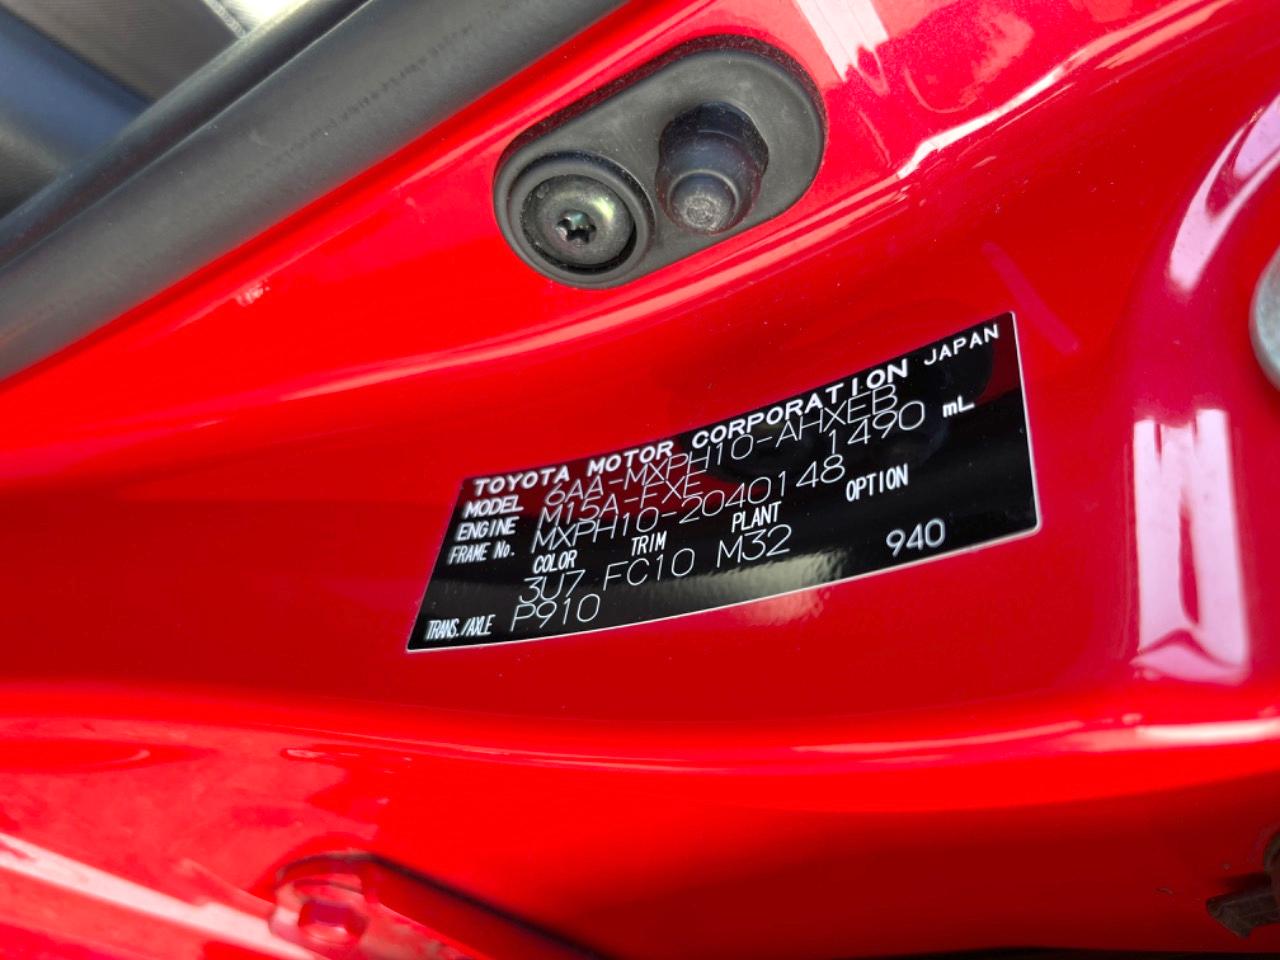 TOYOTA MOTOR CORPORATION JAPAN
MODEL 6AA-MXPH10-AHXEB
ENGINE M15A-FXE 1490 mL
FRAME No. MXPH10-2040148
COLOR TRIM PLANT OPTION
3U7 FC10 M32 940
TRANS./AXLE P910